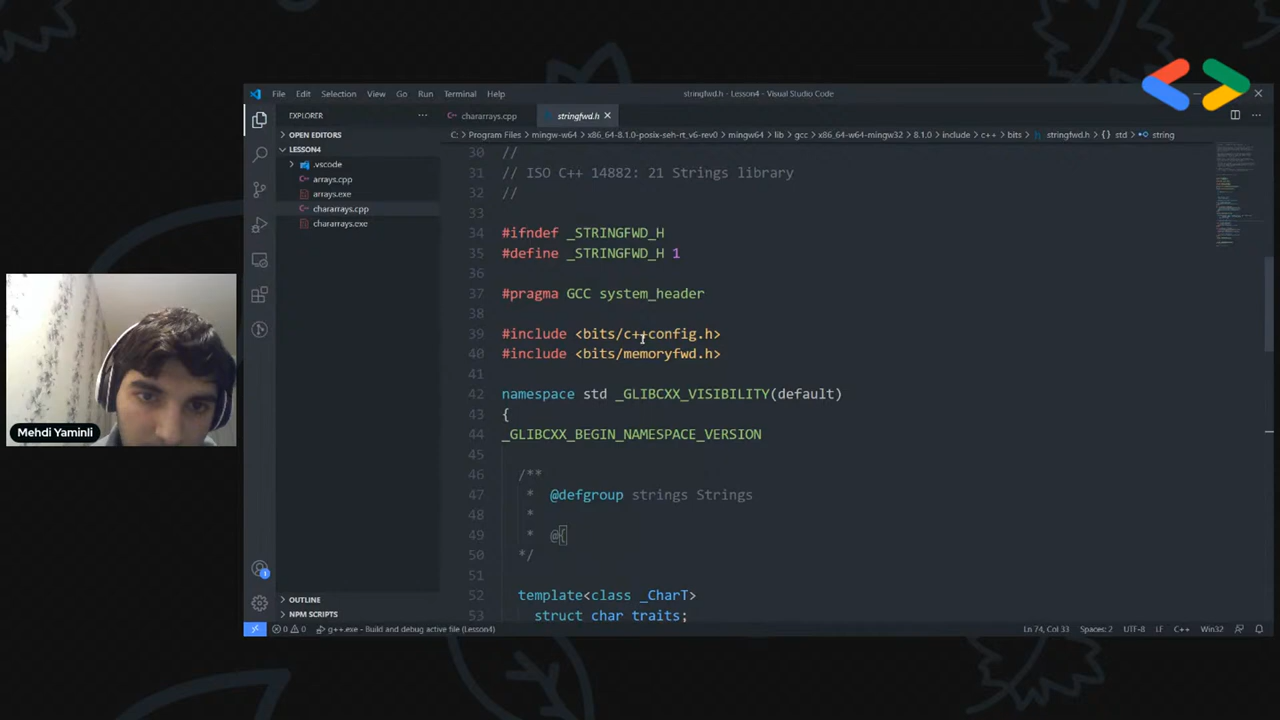 File Edit Selection View Go Run Terminal Help
stringfwd.h - Lesson4 - Visual Studio Code
EXPLORER
chararrays.cpp
stringfwd.h
OPEN EDITORS
LESSON4
.vscode
arrays.cpp
arrays.exe
chararrays.cpp
chararrays.exe
OUTLINE
NPM SCRIPTS
C: > Program Files > mingw-w64 > x86_64-8.1.0-posix-seh-rt_v6-rev0 > mingw64 > lib > gcc > x86_64-w64-mingw32 > 8.1.0 > include > c++ > bits > stringfwd.h > {} std > string
30 //
31 // ISO C++ 14882: 21 Strings library
32 //
33
34 #ifndef _STRINGFWD_H
35 #define _STRINGFWD_H 1
36
37 #pragma GCC system_header
38
39 #include <bits/c++config.h>
40 #include <bits/memoryfwd.h>
41
42 namespace std _GLIBCXX_VISIBILITY(default)
43 {
44 _GLIBCXX_BEGIN_NAMESPACE_VERSION
45
46 /**
47 * @defgroup strings Strings
48 *
49 * @{
50 */
51
52 template<class _CharT>
53 struct char_traits;
Mehdi Yaminli
1
0 0 g++.exe - Build and debug active file (Lesson4)
Ln 74, Col 33 Spaces: 2 UTF-8 LF C++ Win32